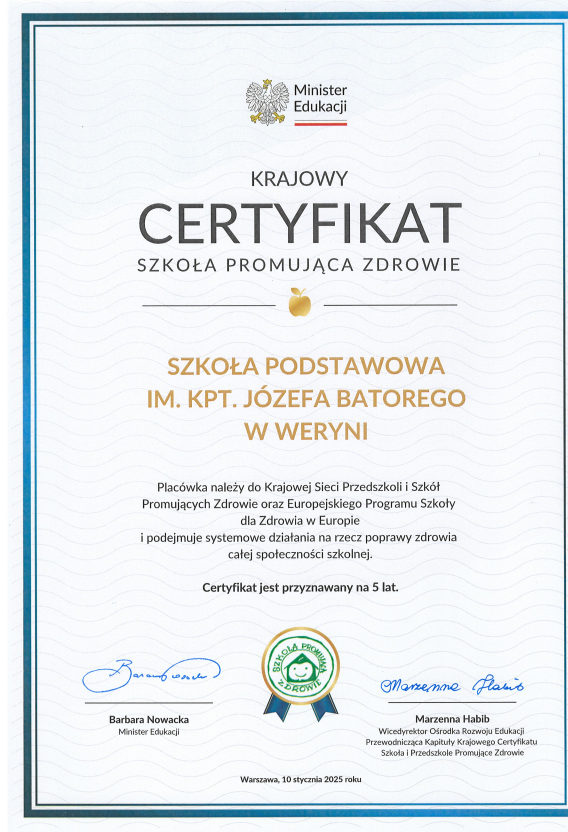 Minister
Edukacji
KRAJOWY
CERTYFIKAT
SZKOŁA PROMUJĄCA ZDROWIE
SZKOŁA PODSTAWOWA
IM. KPT. JÓZEFA BATOREGO
W WERYNI
Placówka należy do Krajowej Sieci Przedszkoli i Szkół
Promujących Zdrowie oraz Europejskiego Programu Szkoły
dla Zdrowia w Europie
i podejmuje systemowe działania na rzecz poprawy zdrowia
całej społeczności szkolnej.
Certyfikat jest przyznawany na 5 lat.
SZKOŁA PROMUJĄCA
ZDROWIE
Barbara Nowacka
Minister Edukacji
Marzenna Habib
Marzenna Habib
Wicedyrektor Ośrodka Rozwoju Edukacji
Przewodnicząca Kapituły Krajowego Certyfikatu
Szkoła i Przedszkole Promujące Zdrowie
Warszawa, 10 stycznia 2025 roku